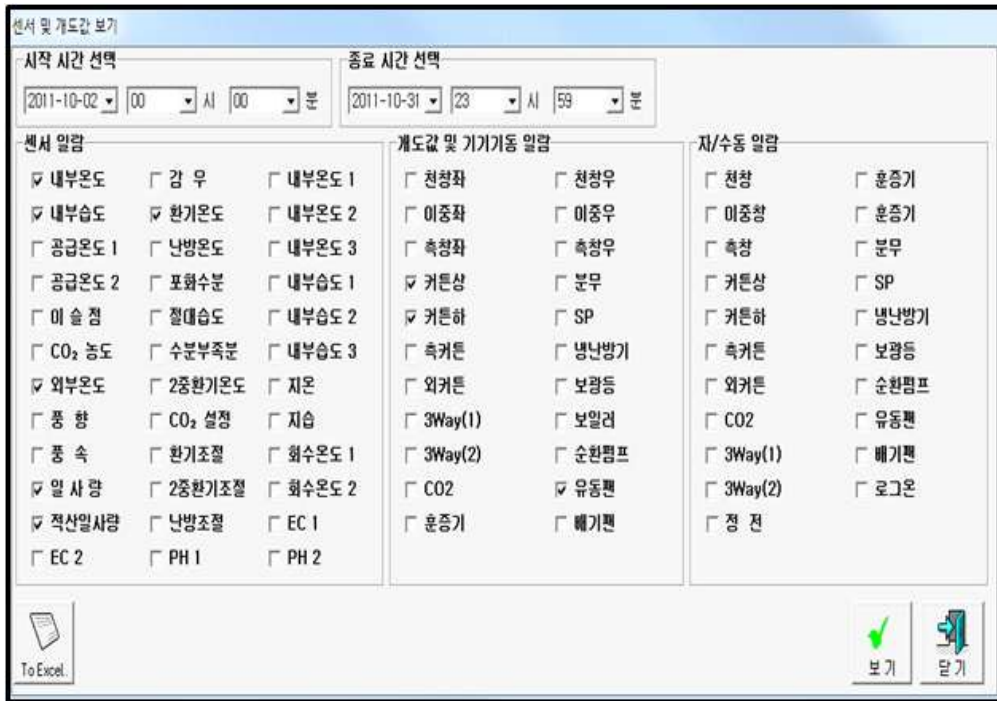 센서 및 개도값 보기
시작 시간 선택 종료 시간 선택
2011-10-02 00 시 00 분 2011-10-31 23 시 59 분
센서 일람 개도값 및 기기기동 일람 자/수동 일람
내부온도 감 우 내부온도 1 천창좌 천창우 천창 훈증기
내부습도 환기온도 내부온도 2 이중좌 이중우 이중창 훈증기
공급온도 1 난방온도 내부온도 3 측창좌 측창우 측창 분무
공급온도 2 포화수분 내부습도 1 커튼상 분무 커튼상 SP
이 슬 점 절대습도 내부습도 2 커튼하 SP 커튼하 냉난방기
CO₂ 농도 수분부족분 내부습도 3 측커튼 냉난방기 측커튼 보광등
외부온도 2중환기온도 지온 외커튼 보광등 외커튼 순환펌프
풍 향 CO₂ 설정 지습 3Way(1) 보일러 CO2 유동팬
풍 속 환기조절 회수온도 1 3Way(2) 순환펌프 3Way(1) 배기팬
일 사 량 2중환기조절 회수온도 2 CO2 유동팬 3Way(2) 로그온
적산일사량 난방조절 EC 1 훈증기 배기팬 정 전
EC 2 PH 1 PH 2
To Excel. 보 기 닫 기